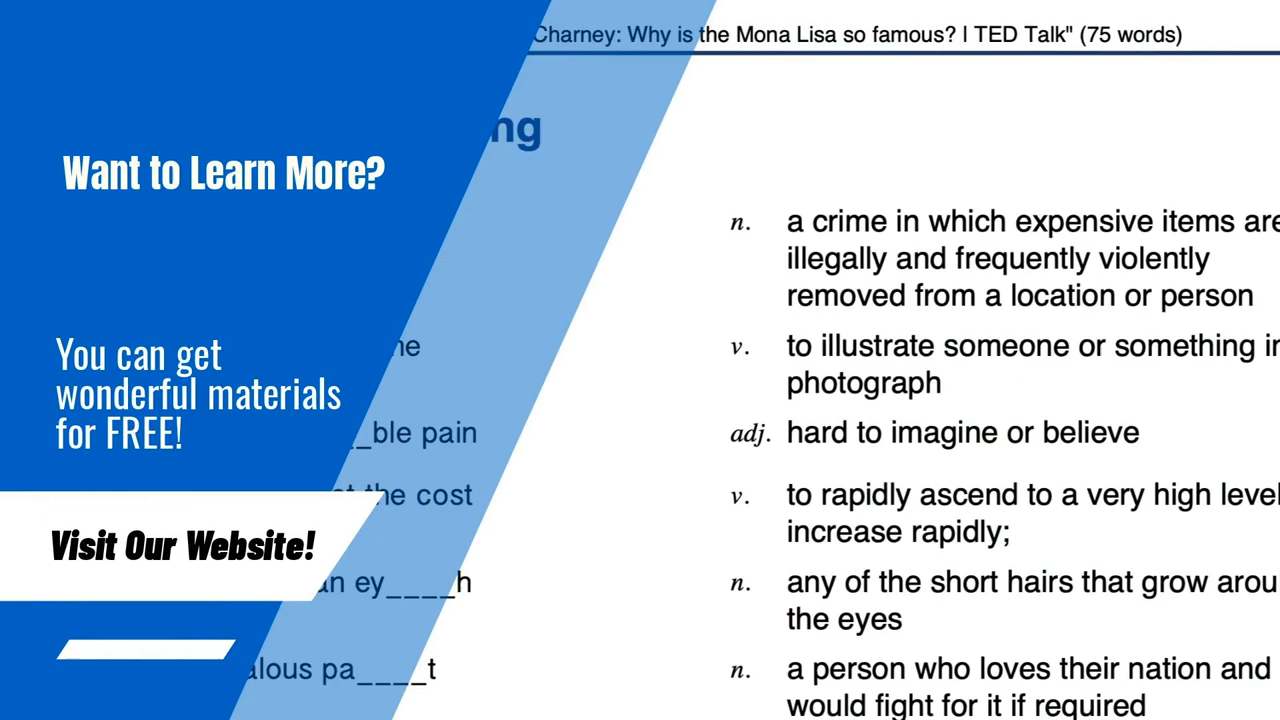 Charney: Why is the Mona Lisa so famous? | TED Talk" (75 words)
ng
Want to Learn More?
You can get
wonderful materials
for FREE!
Visit Our Website!
n. a crime in which expensive items are
illegally and frequently violently
removed from a location or person
ne
v. to illustrate someone or something in
photograph
_ble pain
adj. hard to imagine or believe
the cost
v. to rapidly ascend to a very high level
increase rapidly;
an ey____h
n. any of the short hairs that grow arou
the eyes
alous pa____t
n. a person who loves their nation and
would fight for it if required